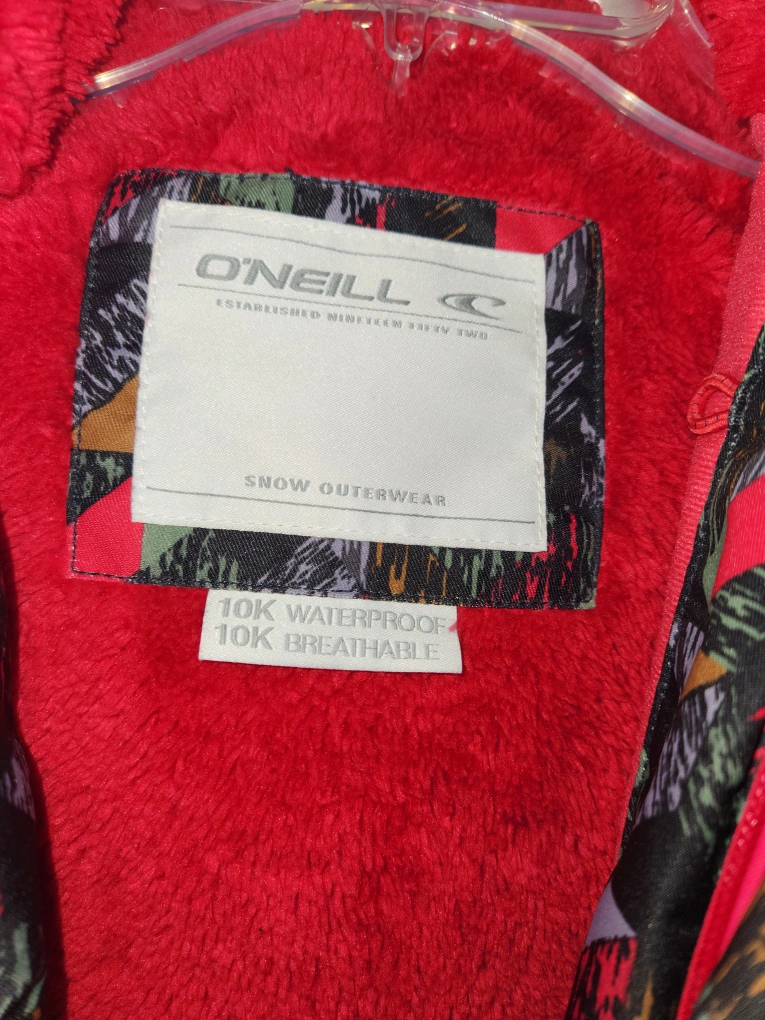 O'NEILL
ESTABLISHED NINETEEN FIFTY TWO
SNOW OUTERWEAR
10K WATERPROOF
10K BREATHABLE